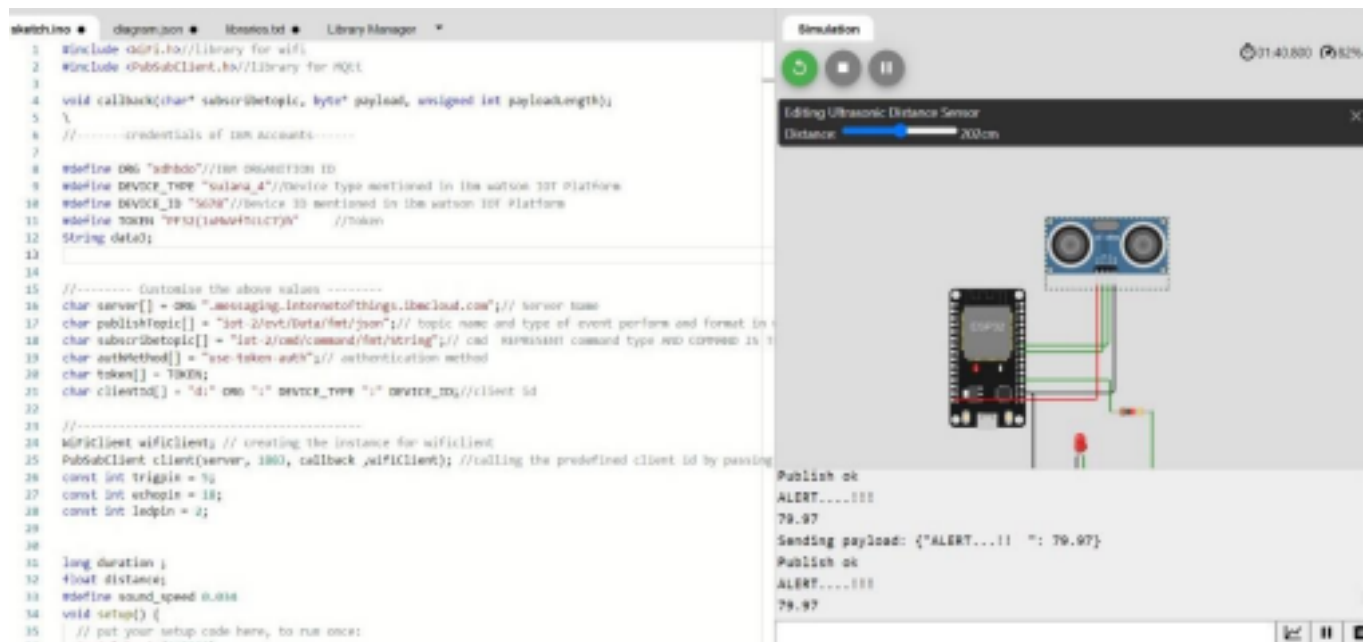 sketch.ino ● diagram.json ● libraries.txt ● Library Manager
1 #include <WiFi.h>//library for wifi
2 #include <PubSubClient.h>//library for MQtt
3
4 void callback(char* subscribetopic, byte* payload, unsigned int payloadLength);
5
6 //-------credentials of IBM Accounts------
7
8 #define ORG //IBM ORGANITION ID
9 #define DEVICE_TYPE //Device type mentioned in ibm watson IOT Platform
10 #define DEVICE_ID "5678"//Device ID mentioned in ibm watson IOT Platform
11 #define TOKEN //Token
12 String data3;
13
14
15 //-------- Customise the above values --------
16 char server[] = ORG ".messaging.internetofthings.ibmcloud.com";// Server Name
17 char publishTopic[] = "iot-2/evt/Data/fmt/json";// topic name and type of event perform and format in
18 char subscribetopic[] = "iot-2/cmd/command/fmt/String";// cmd REPRESENT command type AND COMMAND IS
19 char authMethod[] = "use-token-auth";// authentication method
20 char token[] = TOKEN;
21 char clientId[] = "d:" ORG ":" DEVICE_TYPE ":" DEVICE_ID;//client id
22
23 //-----------------------------------------
24 WiFiClient wifiClient; // creating the instance for wificlient
25 PubSubClient client(server, 1883, callback ,wifiClient); //calling the predefined client id by passing
26 const int trigpin = 5;
27 const int echopin = 18;
28 const int ledpin = 2;
29
30
31 long duration ;
32 float distance;
33 #define sound_speed 0.034
34 void setup() {
35 // put your setup code here, to run once:
Simulation
01:40.800 82%
Editing Ultrasonic Distance Sensor
Distance: 202cm
ESP32
Publish ok
ALERT....!!!
79.97
Sending payload: {"ALERT...!! ": 79.97}
Publish ok
ALERT....!!!
79.97